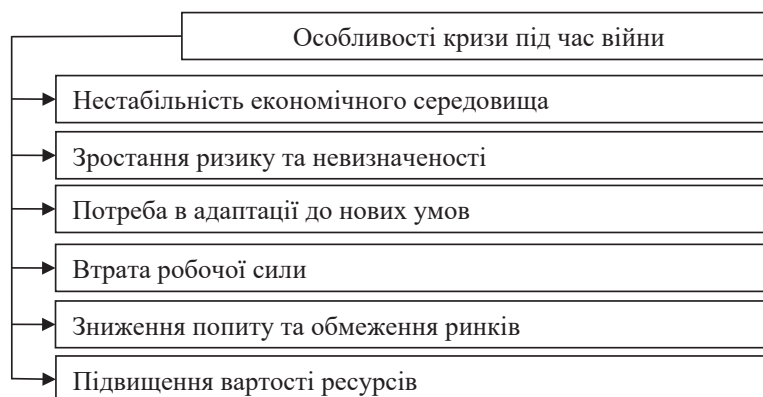 Особливості кризи під час війни
Нестабільність економічного середовища
Зростання ризику та невизначеності
Потреба в адаптації до нових умов
Втрата робочої сили
Зниження попиту та обмеження ринків
Підвищення вартості ресурсів